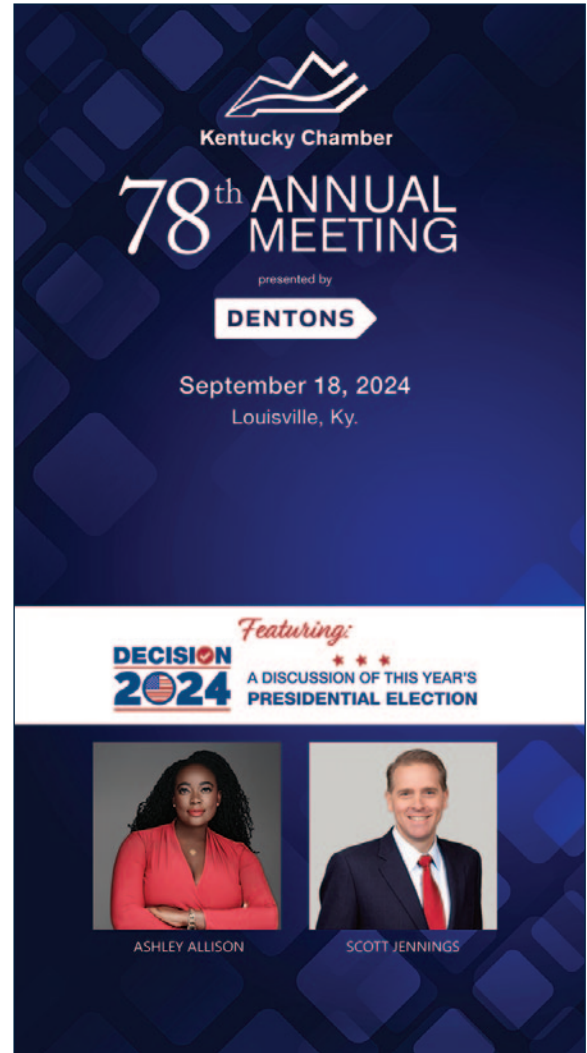 Kentucky Chamber
78th ANNUAL
MEETING
presented by
DENTONS
September 18, 2024
Louisville, Ky.
Featuring:
DECISION
2024
A DISCUSSION OF THIS YEAR'S
PRESIDENTIAL ELECTION
ASHLEY ALLISON
SCOTT JENNINGS